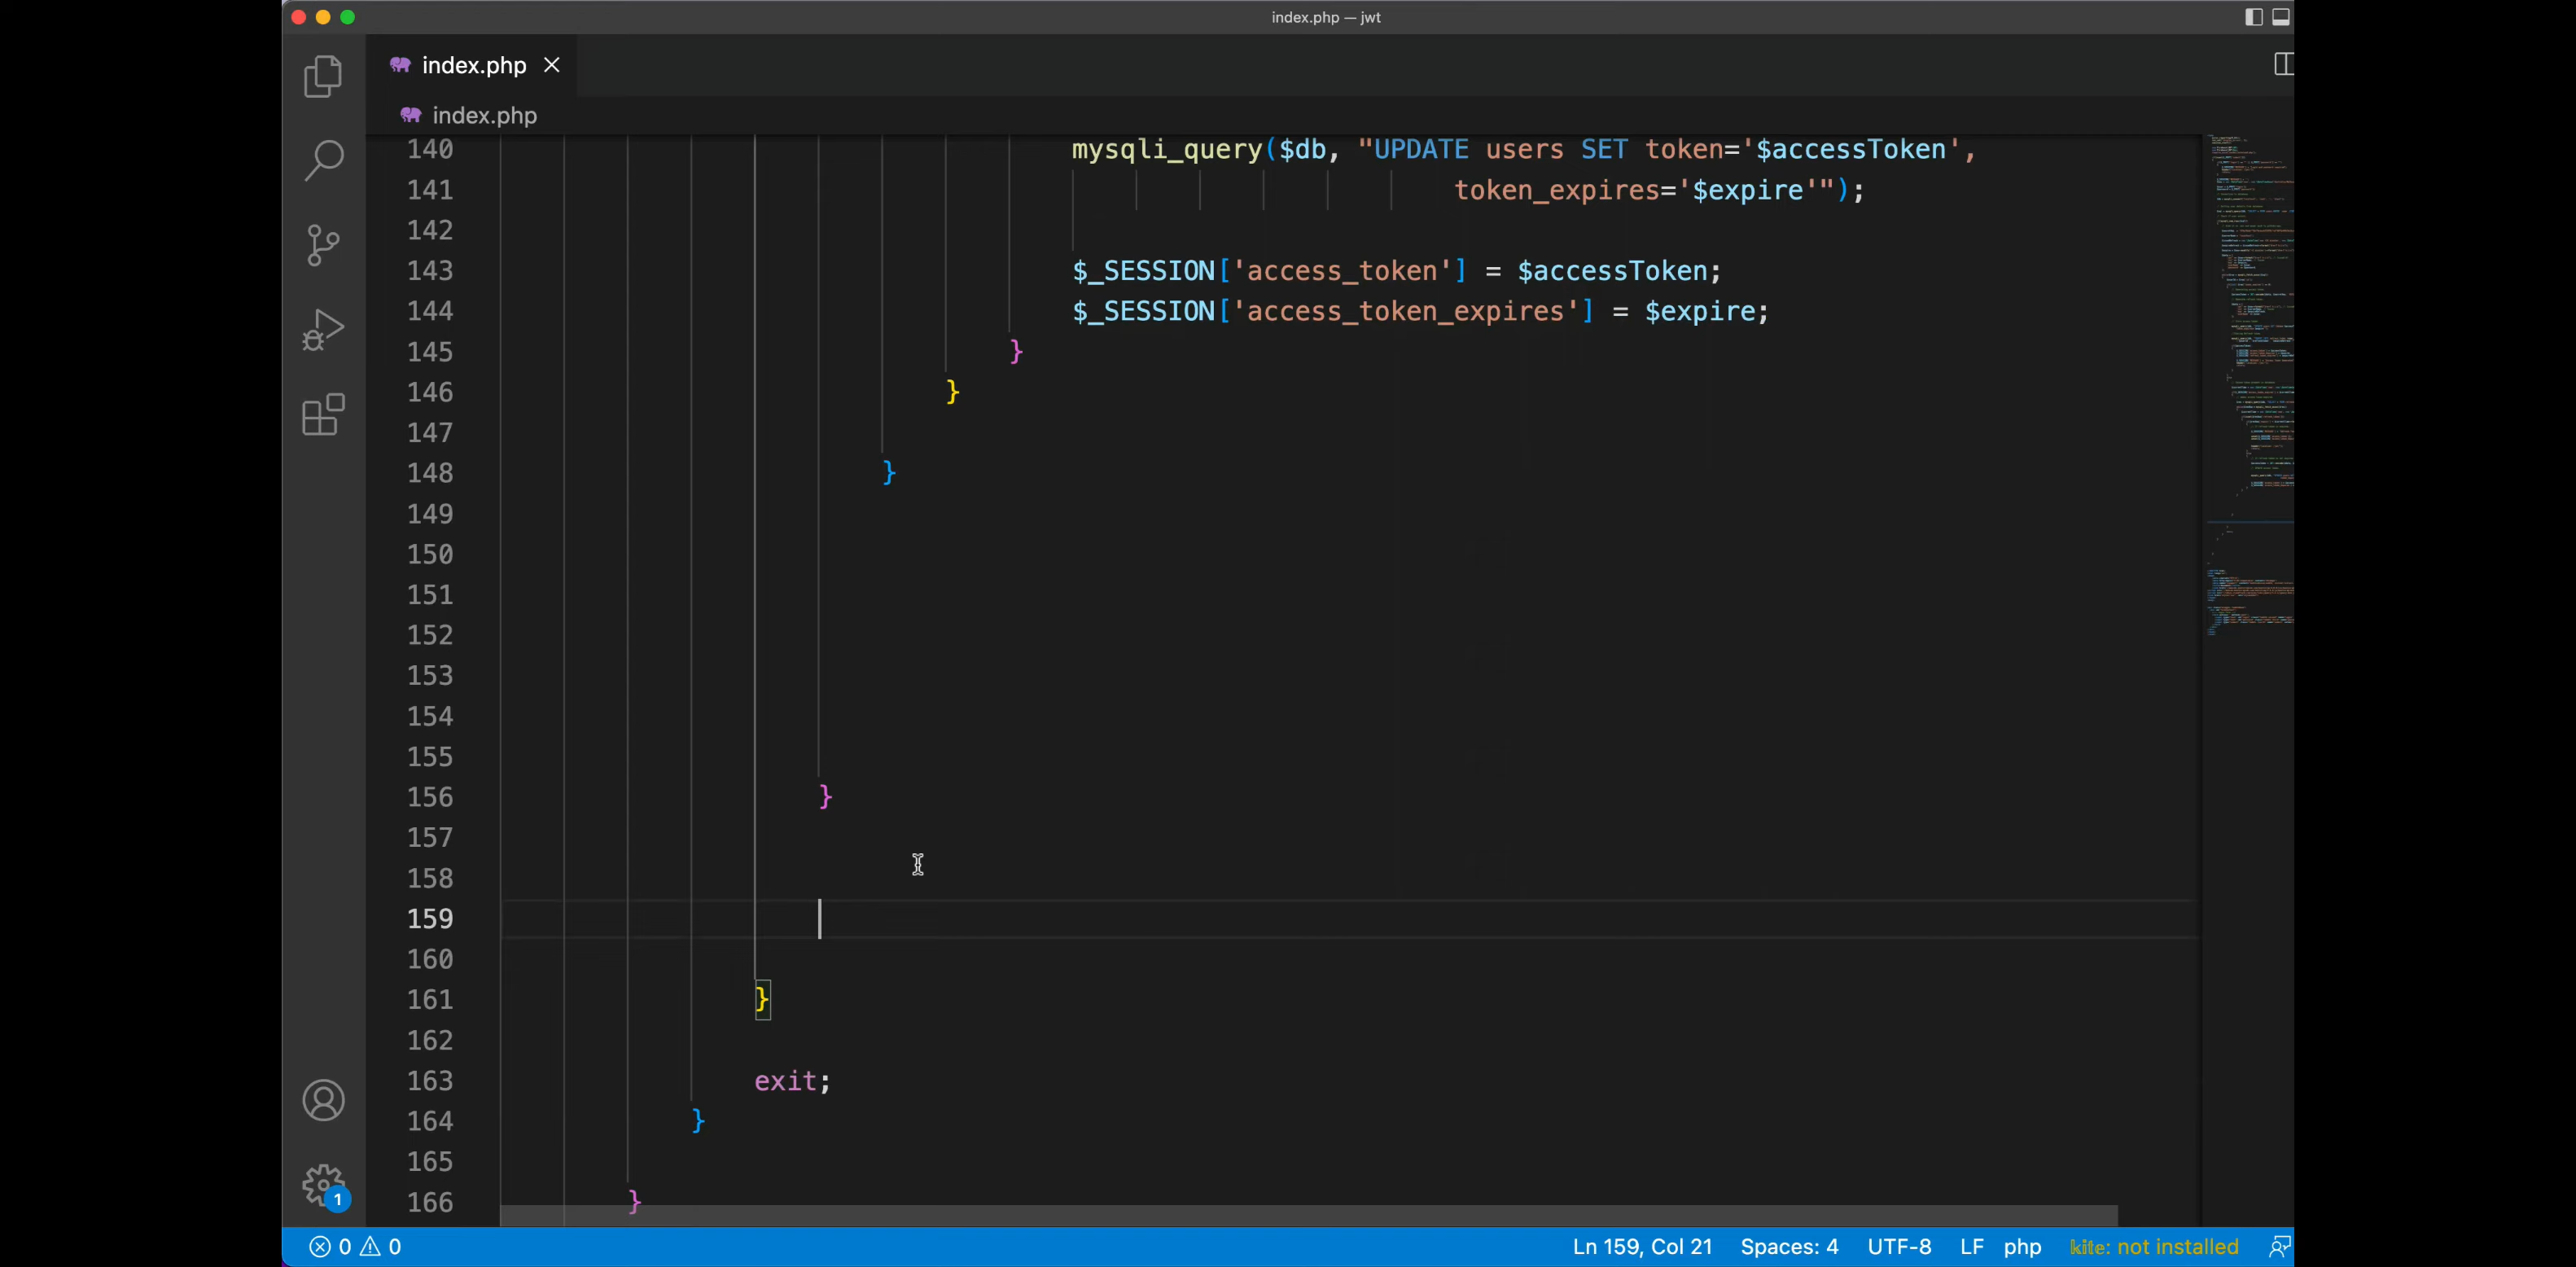 index.php — jwt
index.php
index.php
140 mysqli_query($db, "UPDATE users SET token='$accessToken',
141 token_expires='$expire'");
142
143 $_SESSION['access_token'] = $accessToken;
144 $_SESSION['access_token_expires'] = $expire;
145 }
146 }
147
148 }
149
150
151
152
153
154
155
156 }
157
158
159
160
161 }
162
163 exit;
164 }
165
166 }
1
0 0 Ln 159, Col 21 Spaces: 4 UTF-8 LF php kite: not installed